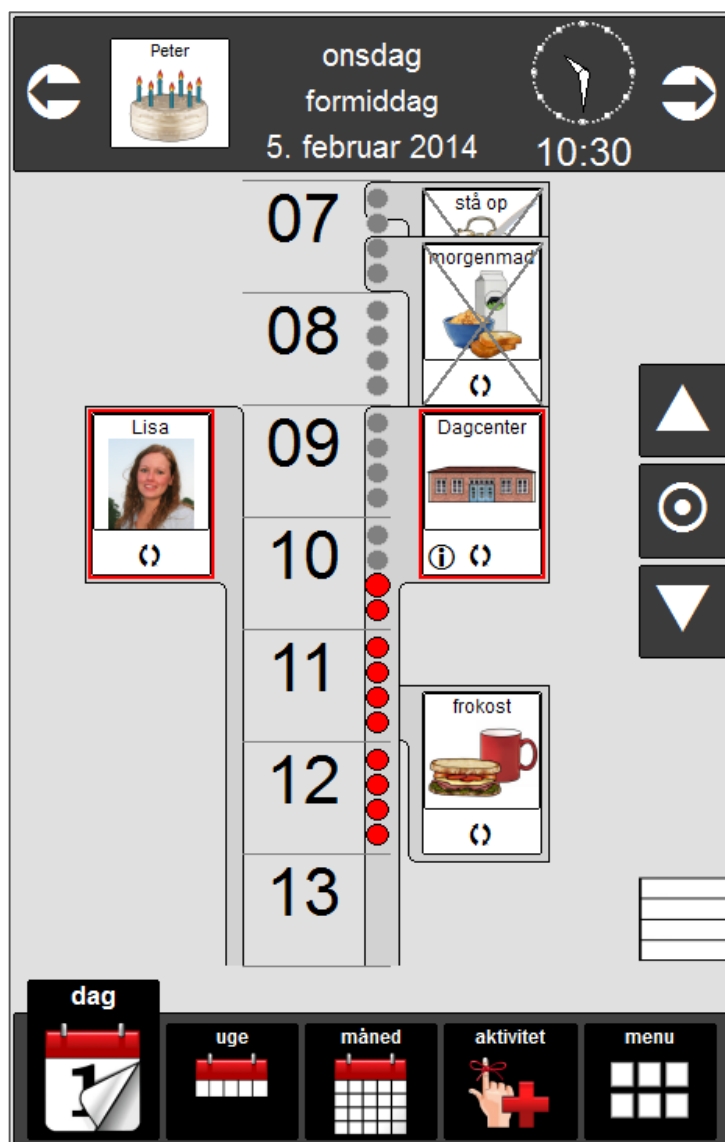 Peter
onsdag
formiddag
5. februar 2014
10:30
07
stå op
morgenmad
08
Lisa
09
Dagcenter
10
11
frokost
12
13
dag
1
uge
måned
aktivitet
menu